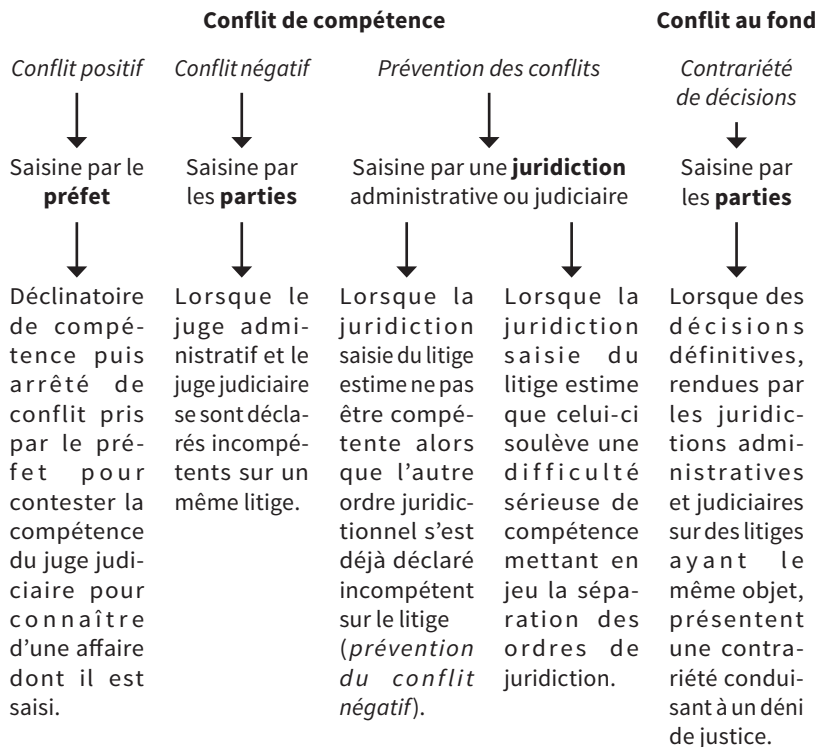 Conflit de compétence
Conflit au fond
Conflit positif
Conflit négatif
Prévention des conflits
Contrariété
de décisions
Saisine par le
préfet
Saisine par
les parties
Saisine par une juridiction
administrative ou judiciaire
Saisine par
les parties
Déclinatoire
de compé-
tence puis
arrêté de
conflit pris
par le pré-
fet pour
contester la
compétence
du juge judi-
ciaire pour
connaître
d'une affaire
dont il est
saisi.
Lorsque le
juge admi-
nistratif et le
juge judiciaire
se sont décla-
rés incompé-
tents sur un
même litige.
Lorsque la
juridiction
saisie du litige
estime ne pas
être compé-
tente alors
que l'autre
ordre juridic-
tionnel s'est
déjà déclaré
incompétent
sur le litige
(prévention
du conflit
négatif).
Lorsque la
juridiction
saisie du
litige estime
que celui-ci
soulève une
difficulté
sérieuse de
compétence
mettant en
jeu la sépa-
ration des
ordres de
juridiction.
Lorsque des
décisions
définitives,
rendues par
les juridic-
tions admi-
nistratives
et judiciaires
sur des litiges
ayant le
même objet,
présentent
une contra-
riété condui-
sant à un déni
de justice.